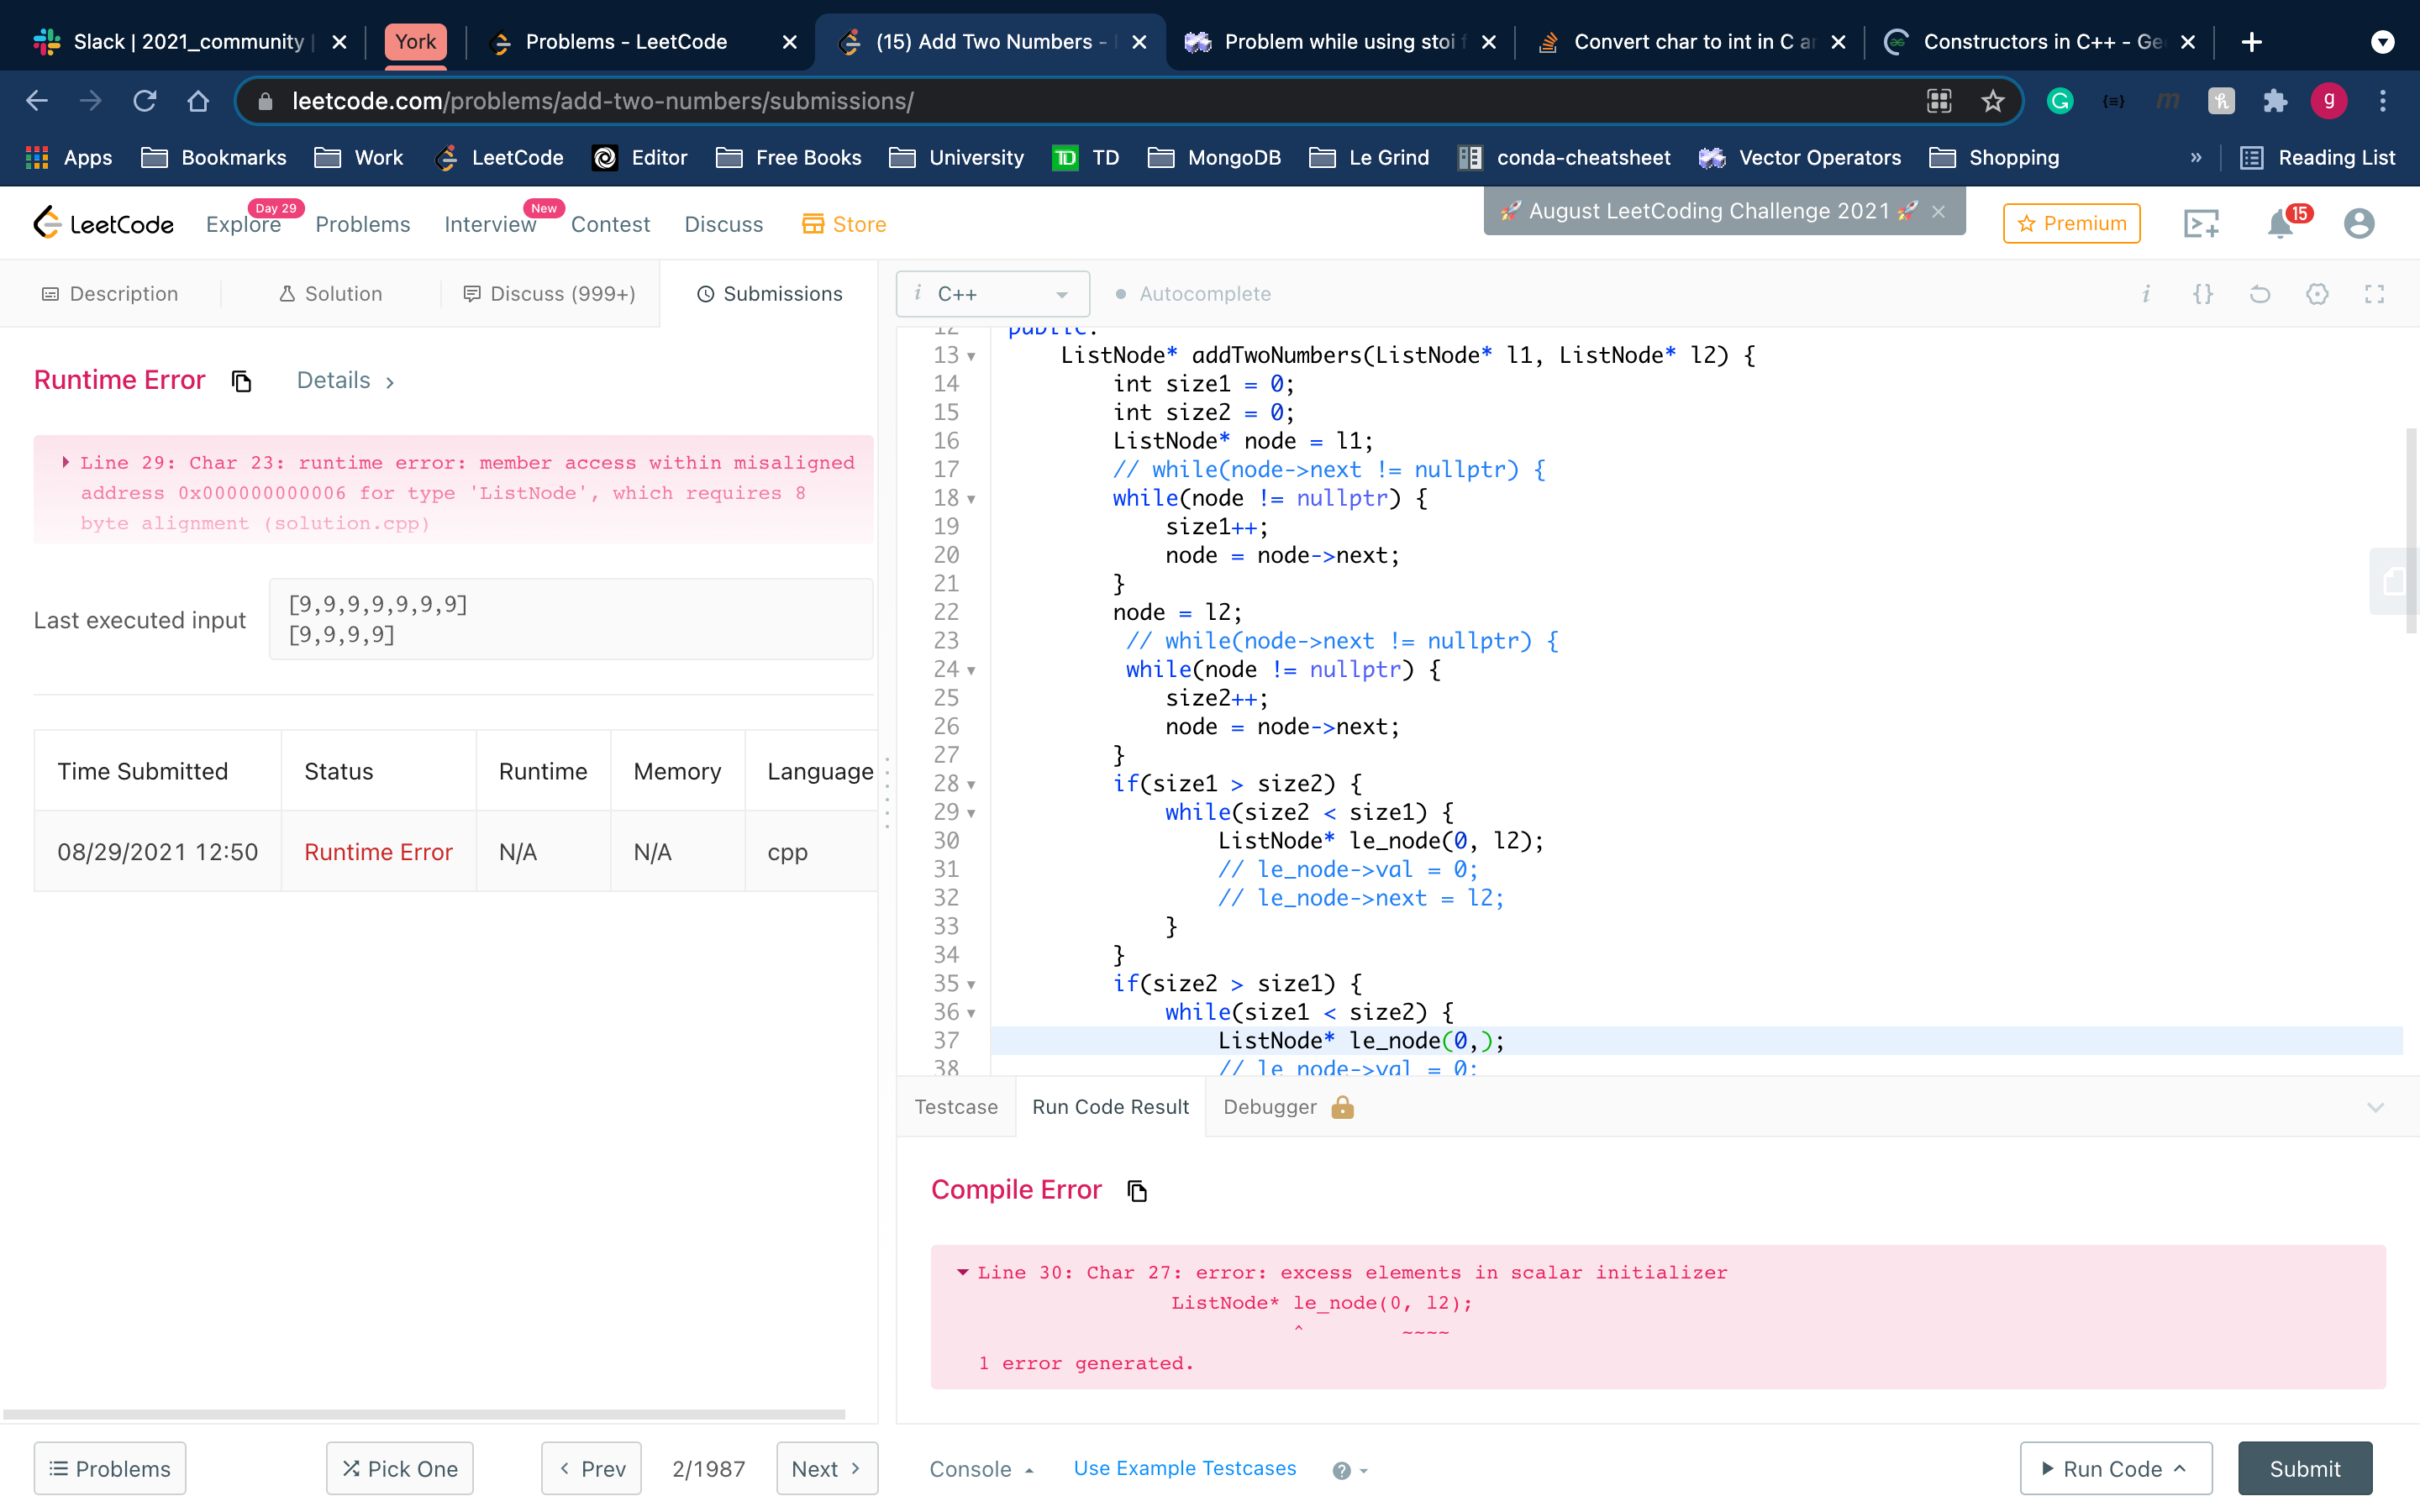 Slack | 2021_community
York
Problems - LeetCode
(15) Add Two Numbers -
Problem while using stoi f
Convert char to int in C ar
Constructors in C++ - Ge
leetcode.com/problems/add-two-numbers/submissions/
g
Apps
Bookmarks
Work
LeetCode
Editor
Free Books
University
TD
TD
MongoDB
Le Grind
conda-cheatsheet
Vector Operators
Shopping
»
Reading List
LeetCode
Explore
Day 29
Problems
Interview
New
Contest
Discuss
Store
🚀 August LeetCoding Challenge 2021 🚀
Premium
15
Description
Solution
Discuss (999+)
Submissions
i C++
Autocomplete
i {}
Runtime Error
Details >
Line 29: Char 23: runtime error: member access within misaligned
address 0x000000000006 for type 'ListNode', which requires 8
byte alignment (solution.cpp)
Last executed input
[9,9,9,9,9,9,9]
[9,9,9,9]
Time Submitted Status Runtime Memory Language
08/29/2021 12:50 Runtime Error N/A N/A cpp
12 public:
13 ListNode* addTwoNumbers(ListNode* l1, ListNode* l2) {
14 int size1 = 0;
15 int size2 = 0;
16 ListNode* node = l1;
17 // while(node->next != nullptr) {
18 while(node != nullptr) {
19 size1++;
20 node = node->next;
21 }
22 node = l2;
23 // while(node->next != nullptr) {
24 while(node != nullptr) {
25 size2++;
26 node = node->next;
27 }
28 if(size1 > size2) {
29 while(size2 < size1) {
30 ListNode* le_node(0, l2);
31 // le_node->val = 0;
32 // le_node->next = l2;
33 }
34 }
35 if(size2 > size1) {
36 while(size1 < size2) {
37 ListNode* le_node(0,);
38 // le_node->val = 0;
Testcase
Run Code Result
Debugger
Compile Error
Line 30: Char 27: error: excess elements in scalar initializer
ListNode* le_node(0, l2);
^ ~~~~
1 error generated.
Problems
Pick One
< Prev
2/1987
Next >
Console
Use Example Testcases
?
Run Code
Submit